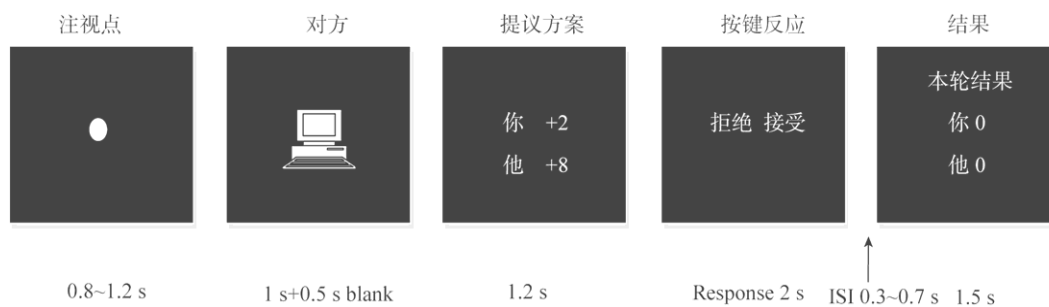 注视点
对方
提议方案
按键反应
结果
你 +2
他 +8
拒绝 接受
本轮结果
你 0
他 0
0.8~1.2 s
1 s+0.5 s blank
1.2 s
Response 2 s
ISI 0.3~0.7 s
1.5 s